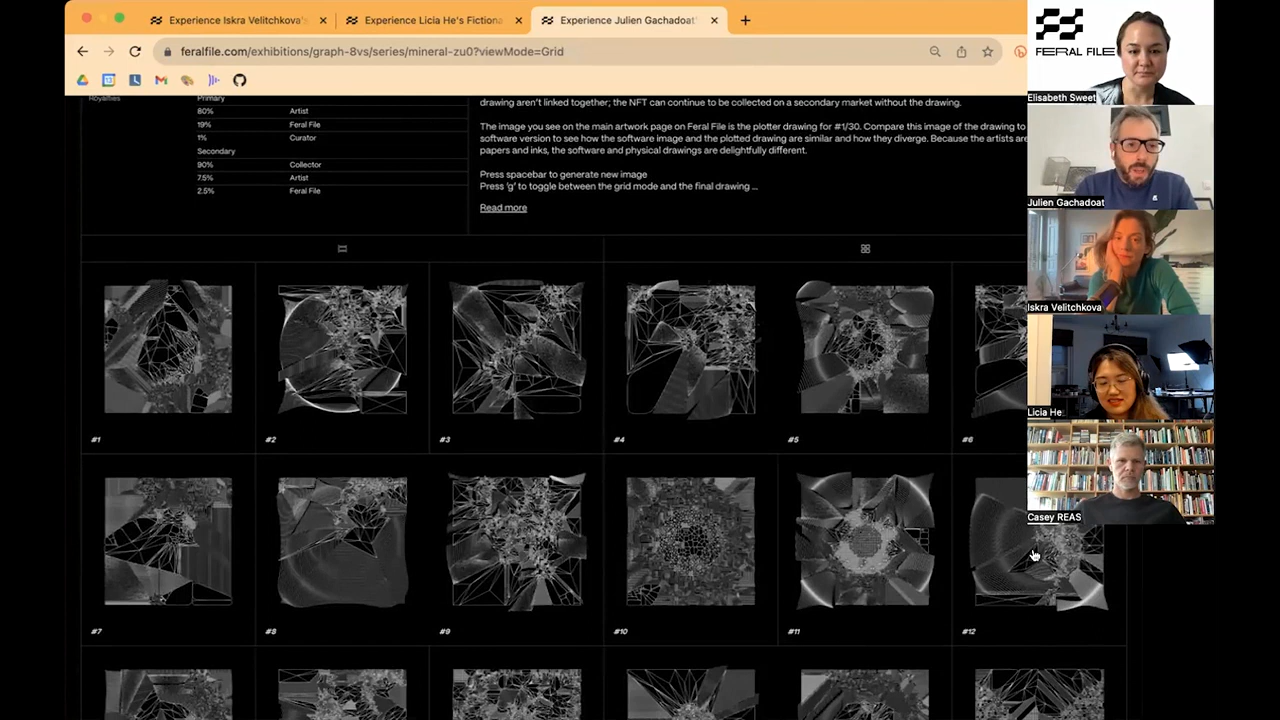 Experience Iskra Velitchkova's
Experience Licia He's Fictiona
Experience Julien Gachadoat'
feralfile.com/exhibitions/graph-8vs/series/mineral-zu0?viewMode=Grid
Royalties
Primary
80% Artist
19% Feral File
1% Curator
Secondary
90% Collector
7.5% Artist
2.5% Feral File
drawing aren't linked together; the NFT can continue to be collected on a secondary market without the drawing.
The image you see on the main artwork page on Feral File is the plotter drawing for #1/30. Compare this image of the drawing to
software version to see how the software image and the plotted drawing are similar and how they diverge. Because the artists are
papers and inks, the software and physical drawings are delightfully different.
Press spacebar to generate new image
Press 'g' to toggle between the grid mode and the final drawing ...
Read more
#1
#2
#3
#4
#5
#6
#7
#8
#9
#10
#11
#12
FERAL FILE
Elisabeth Sweet
Julien Gachadoat
Iskra Velitchkova
Licia He
Casey REAS